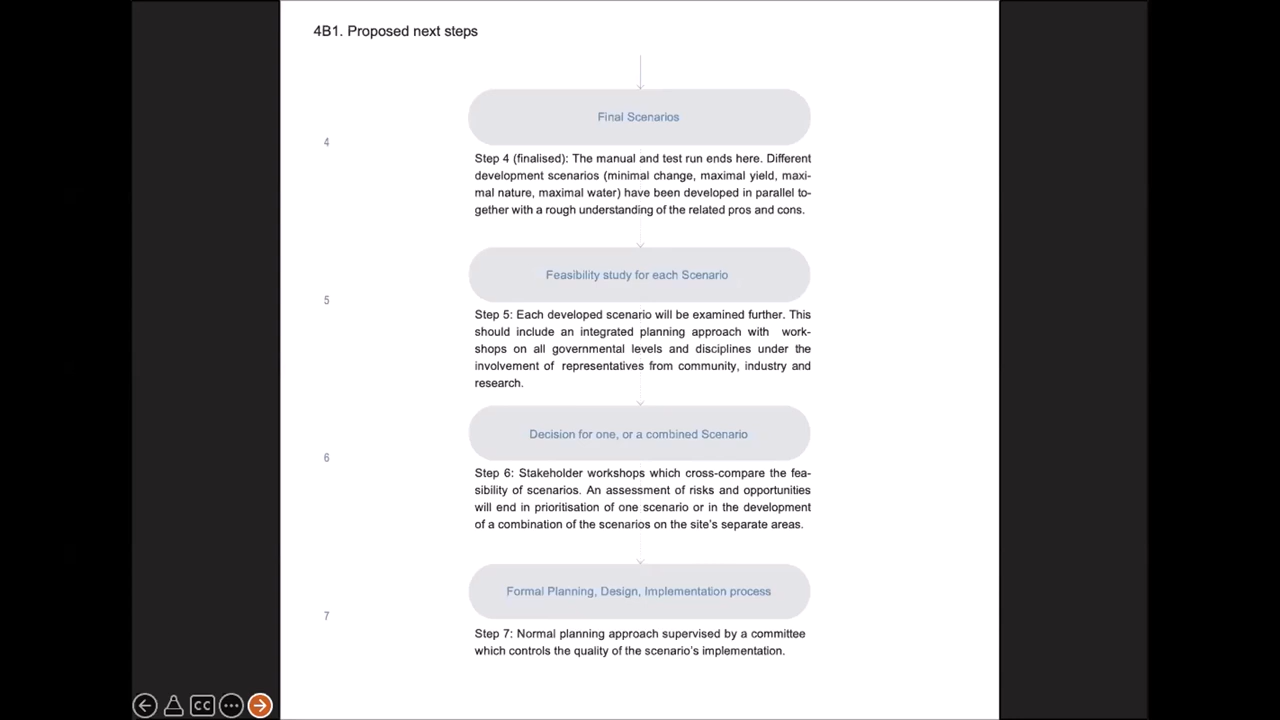 4B1. Proposed next steps
Final Scenarios
4
Step 4 (finalised): The manual and test run ends here. Different
development scenarios (minimal change, maximal yield, maxi-
mal nature, maximal water) have been developed in parallel to-
gether with a rough understanding of the related pros and cons.
Feasibility study for each Scenario
5
Step 5: Each developed scenario will be examined further. This
should include an integrated planning approach with work-
shops on all governmental levels and disciplines under the
involvement of representatives from community, industry and
research.
Decision for one, or a combined Scenario
6
Step 6: Stakeholder workshops which cross-compare the fea-
sibility of scenarios. An assessment of risks and opportunities
will end in prioritisation of one scenario or in the development
of a combination of the scenarios on the site's separate areas.
Formal Planning, Design, Implementation process
7
Step 7: Normal planning approach supervised by a committee
which controls the quality of the scenario's implementation.
CC